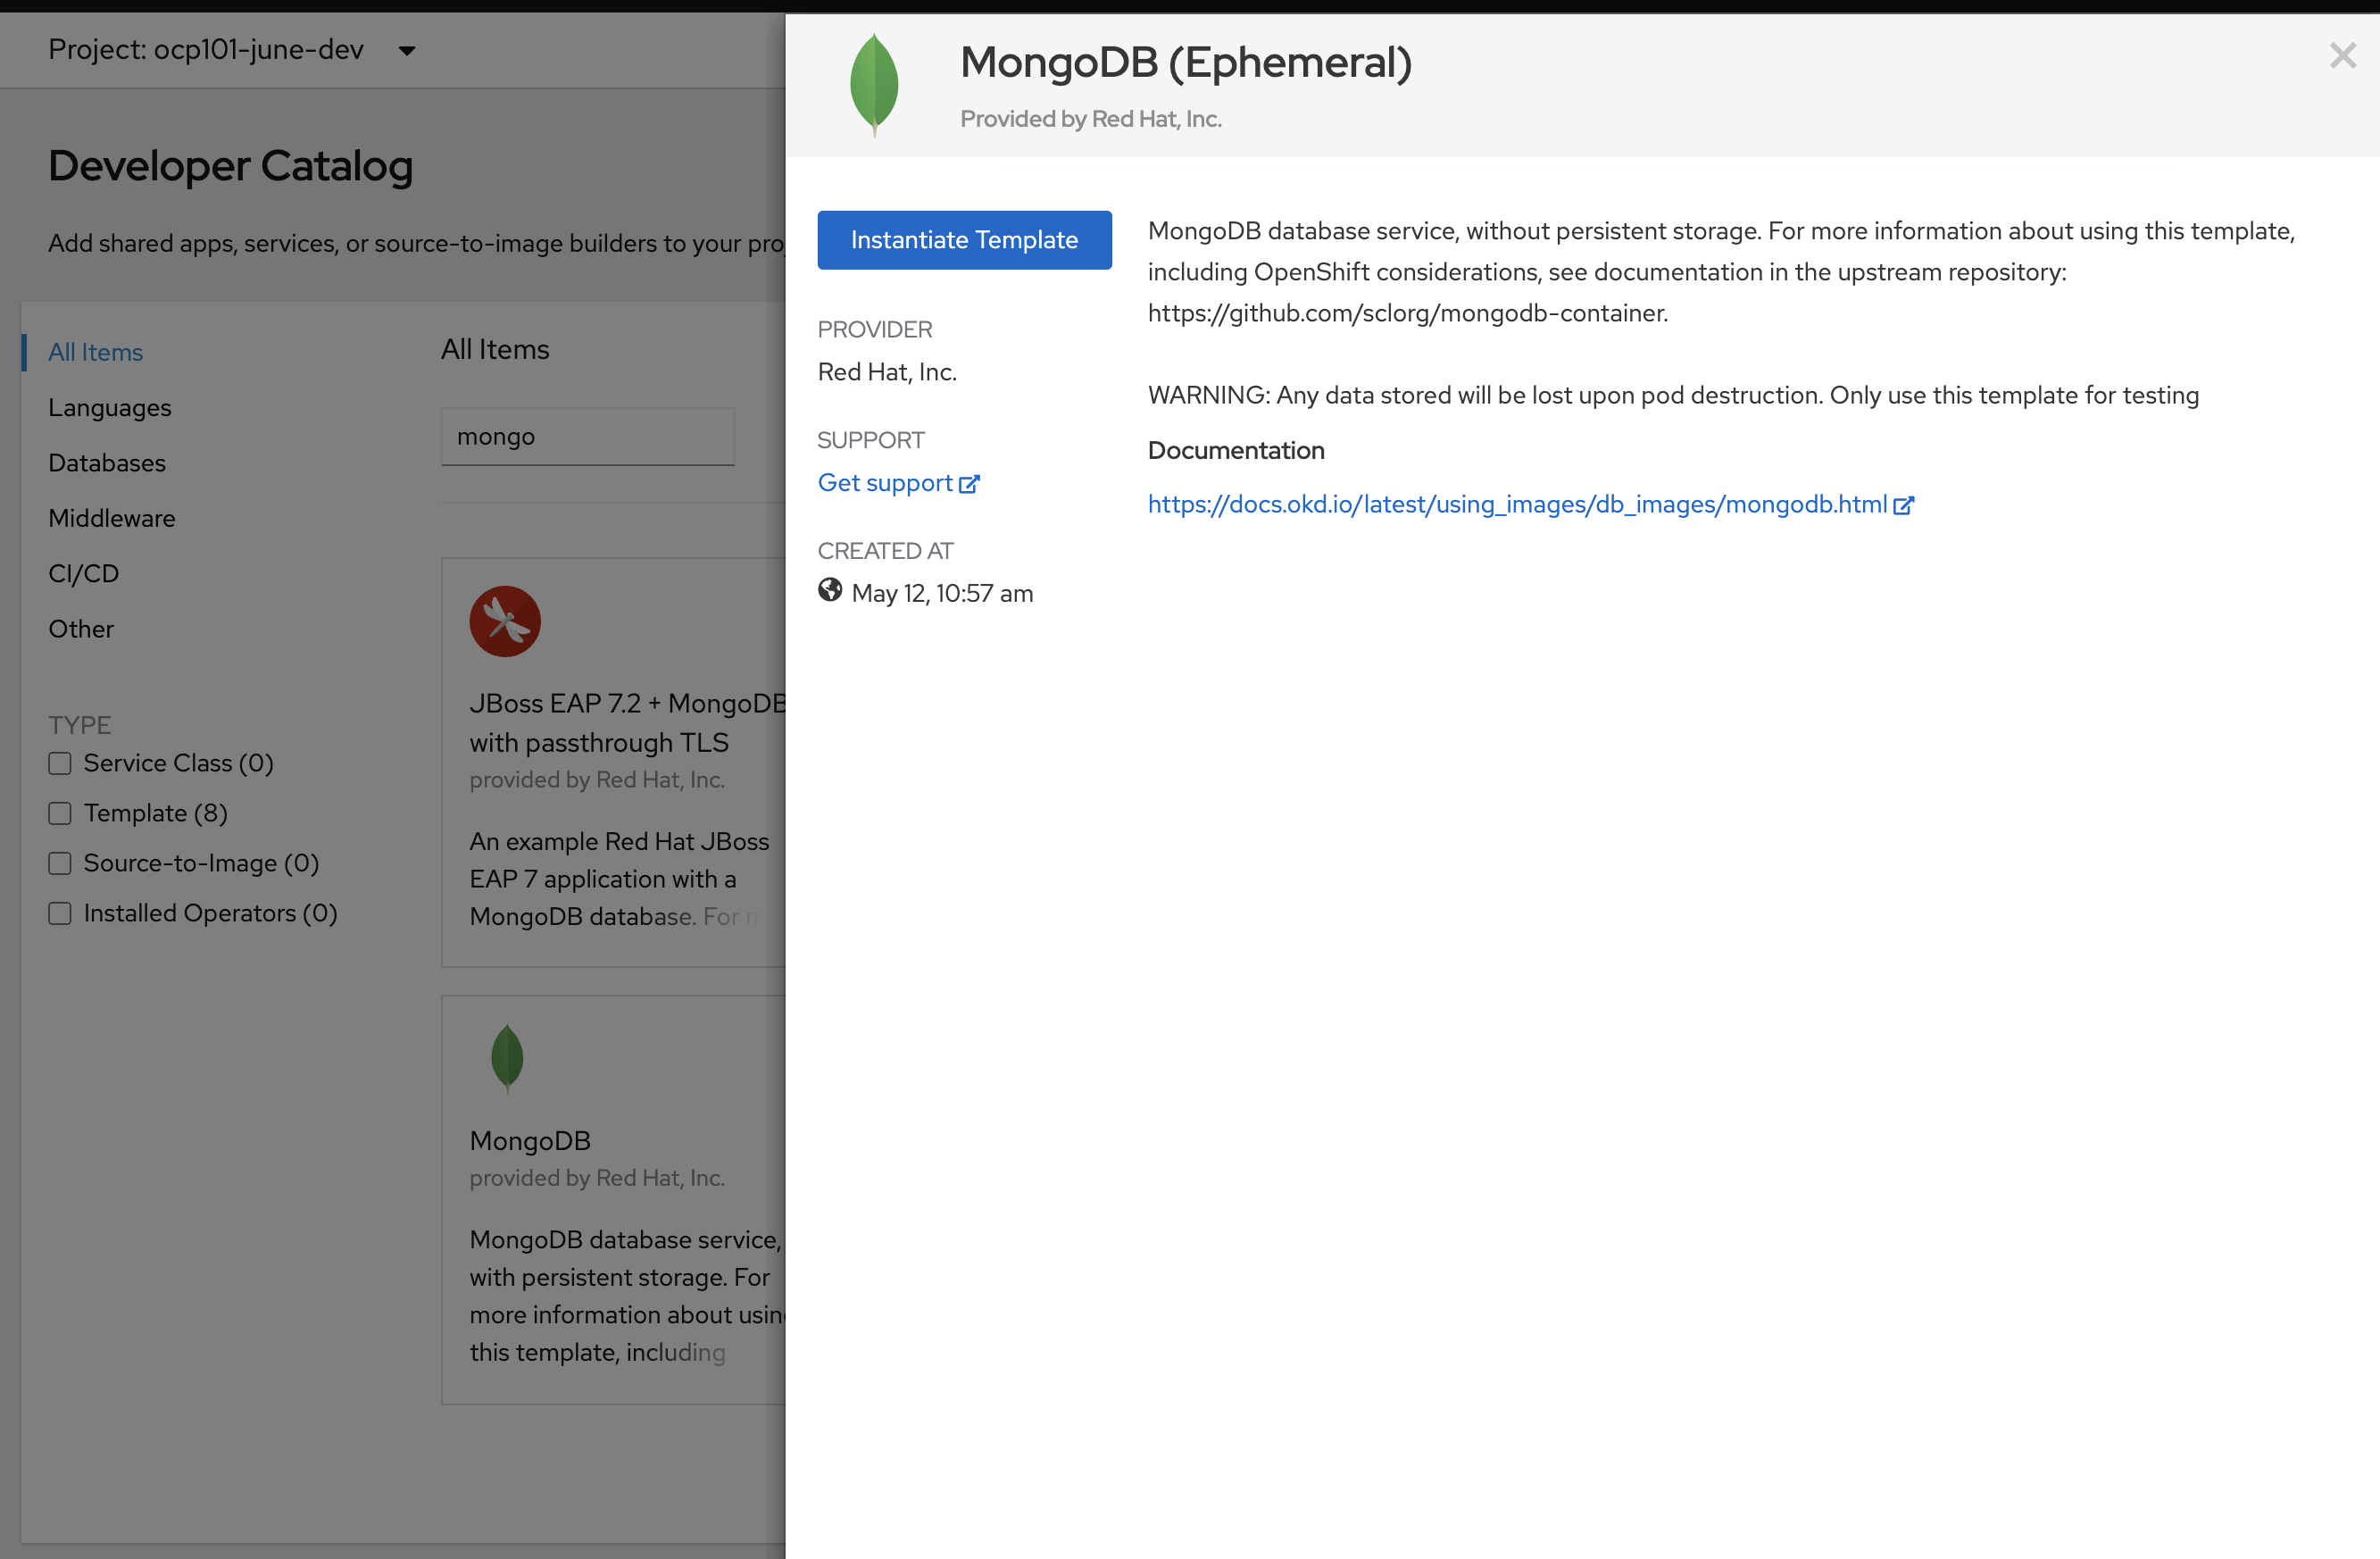 Project: ocp101-june-dev
Developer Catalog
Add shared apps, services, or source-to-image builders to your
All Items
Languages
Databases
Middleware
CI/CD
Other
TYPE
Service Class (0)
Template (8)
Source-to-Image (0)
Installed Operators (0)
All Items
mongo
JBoss EAP 7.2 + MongoDB
with passthrough TLS
provided by Red Hat, Inc.
An example Red Hat JBoss
EAP 7 application with a
MongoDB database. For
MongoDB
provided by Red Hat, Inc.
MongoDB database service,
with persistent storage. For
more information about using
this template, including
MongoDB (Ephemeral)
Provided by Red Hat, Inc.
Instantiate Template
PROVIDER
Red Hat, Inc.
SUPPORT
Get support
CREATED AT
May 12, 10:57 am
MongoDB database service, without persistent storage. For more information about using this template,
including OpenShift considerations, see documentation in the upstream repository:
https://github.com/sclorg/mongodb-container.
WARNING: Any data stored will be lost upon pod destruction. Only use this template for testing
Documentation
https://docs.okd.io/latest/using_images/db_images/mongodb.html